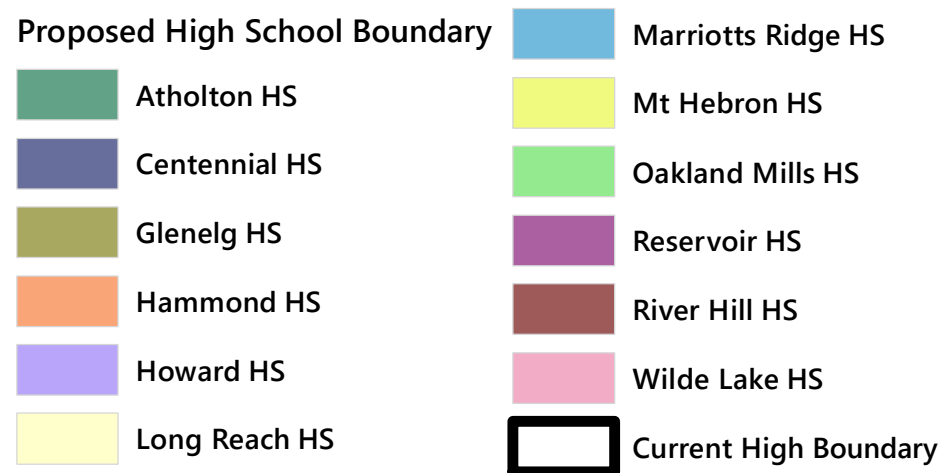 Proposed High School Boundary
Atholton HS
Centennial HS
Glenelg HS
Hammond HS
Howard HS
Long Reach HS
Marriotts Ridge HS
Mt Hebron HS
Oakland Mills HS
Reservoir HS
River Hill HS
Wilde Lake HS
Current High Boundary